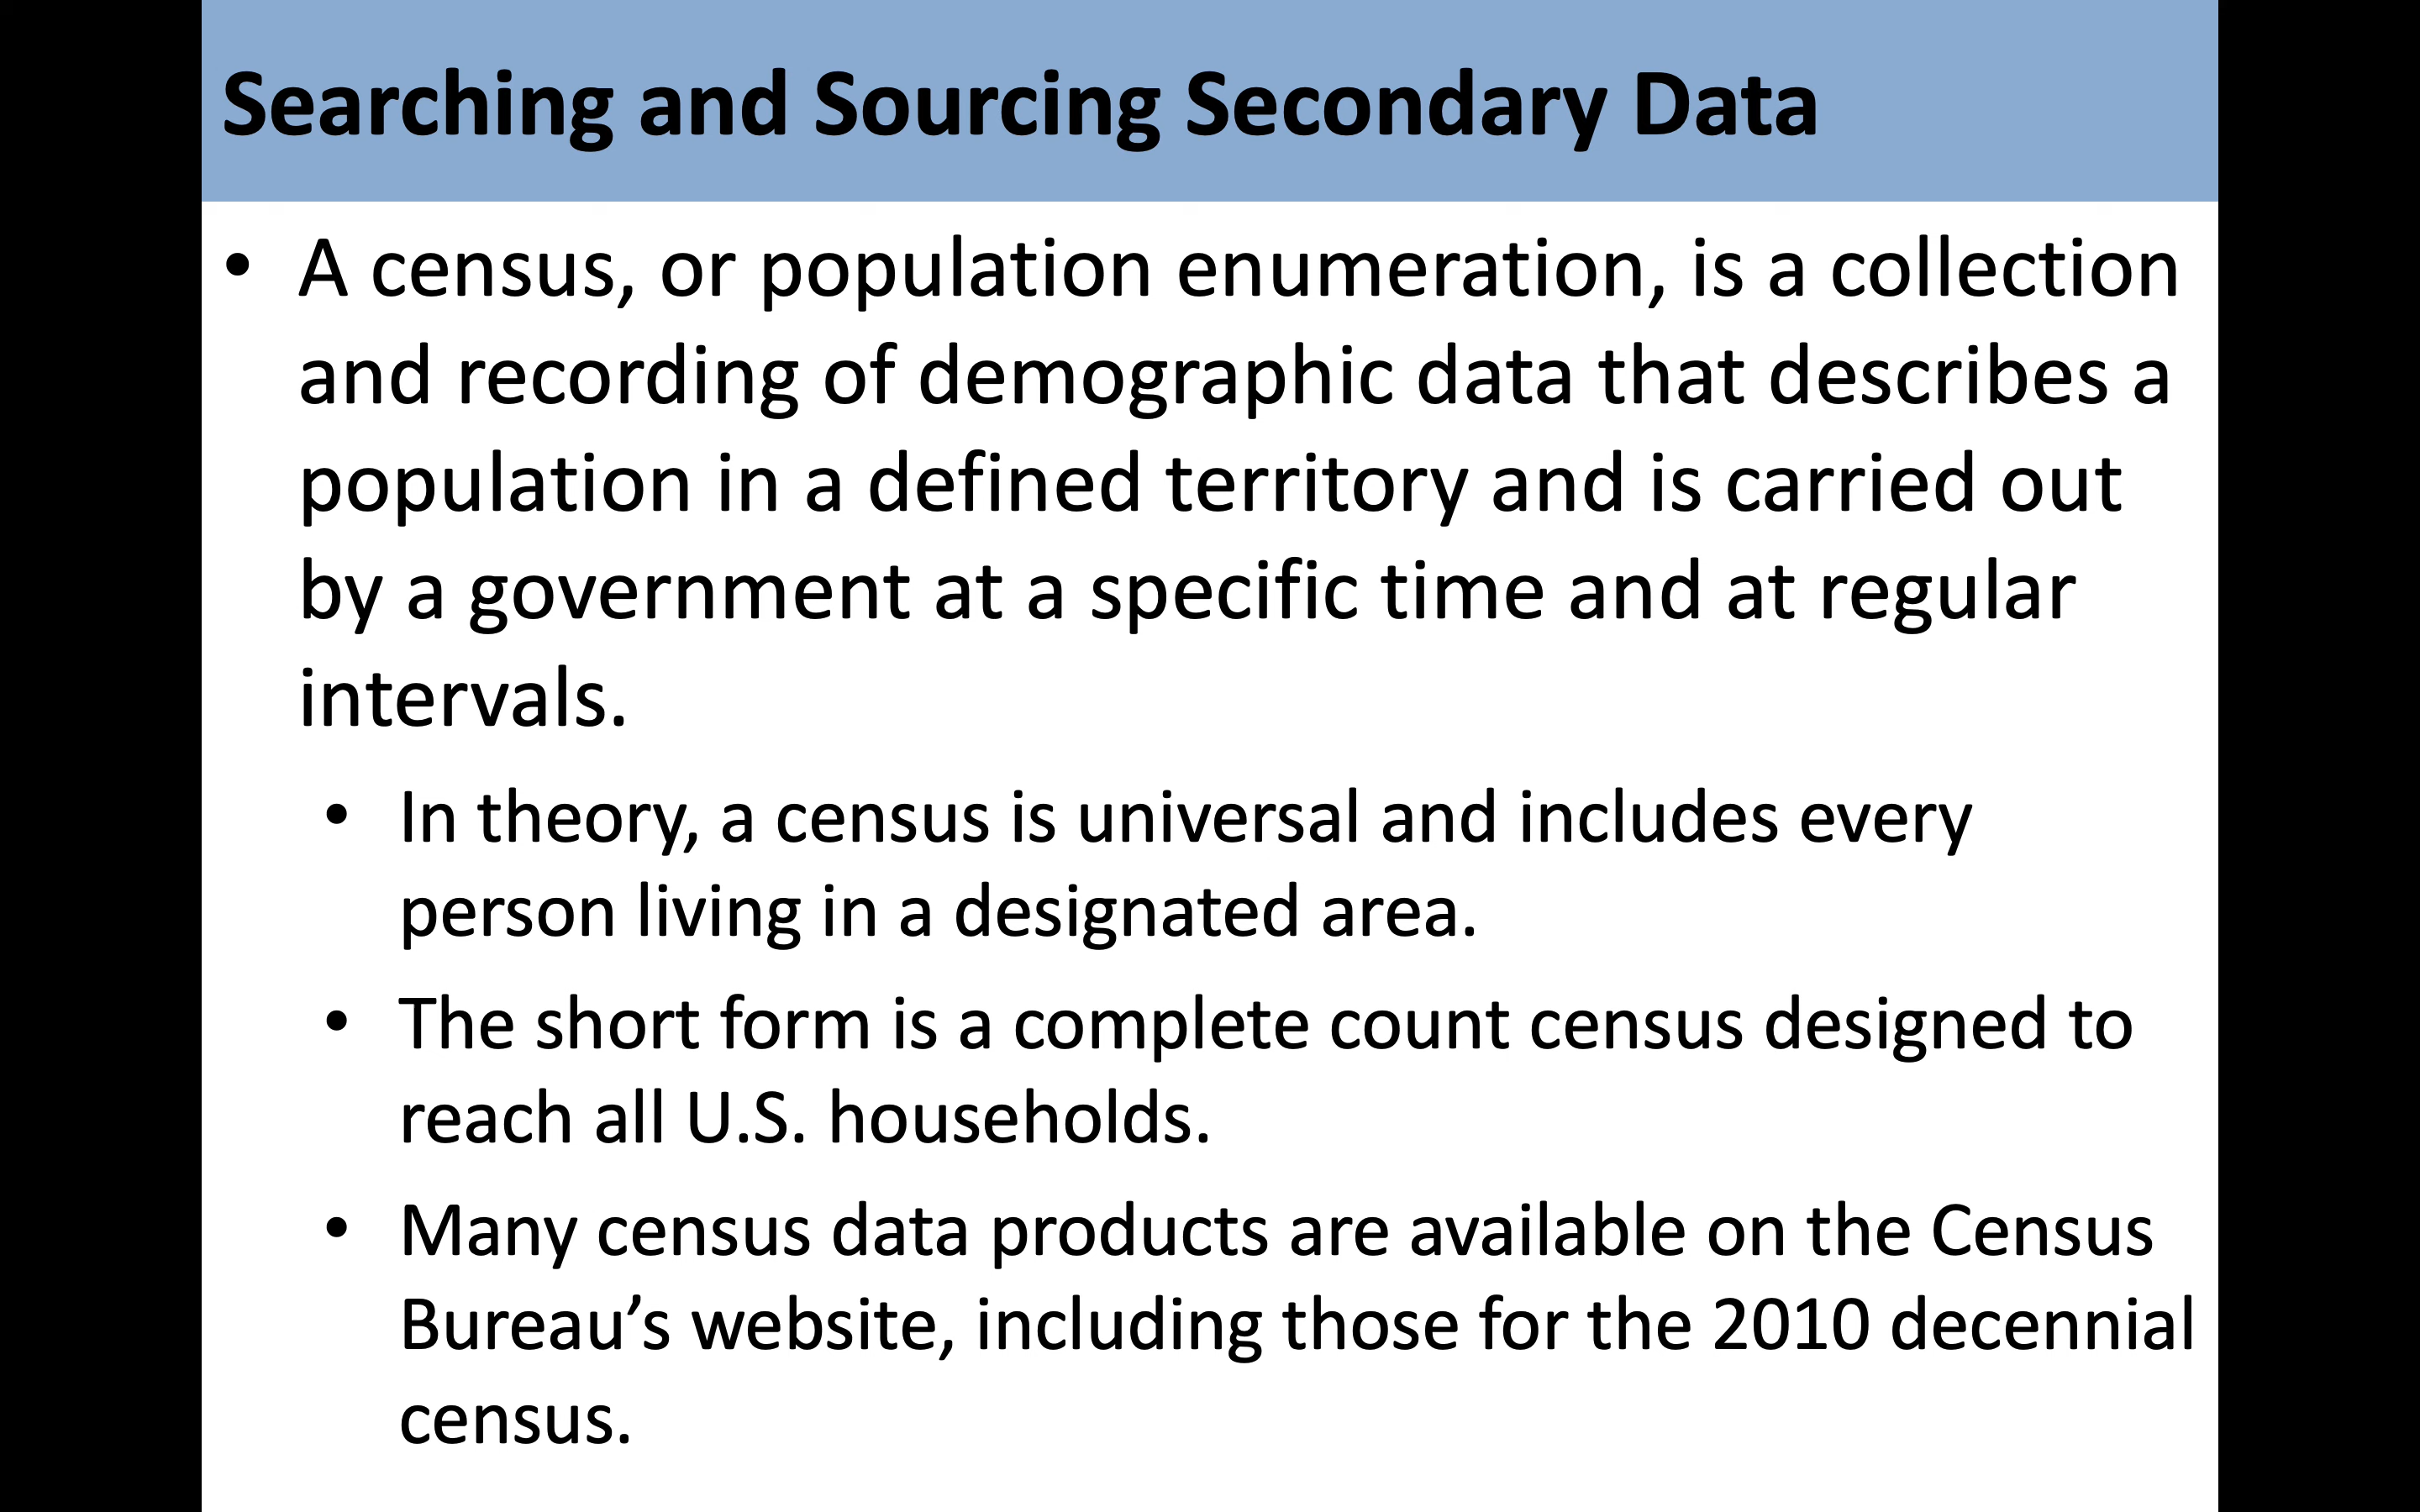 Searching and Sourcing Secondary Data
• A census, or population enumeration, is a collection
and recording of demographic data that describes a
population in a defined territory and is carried out
by a government at a specific time and at regular
intervals.
• In theory, a census is universal and includes every
person living in a designated area.
• The short form is a complete count census designed to
reach all U.S. households.
• Many census data products are available on the Census
Bureau’s website, including those for the 2010 decennial
census.